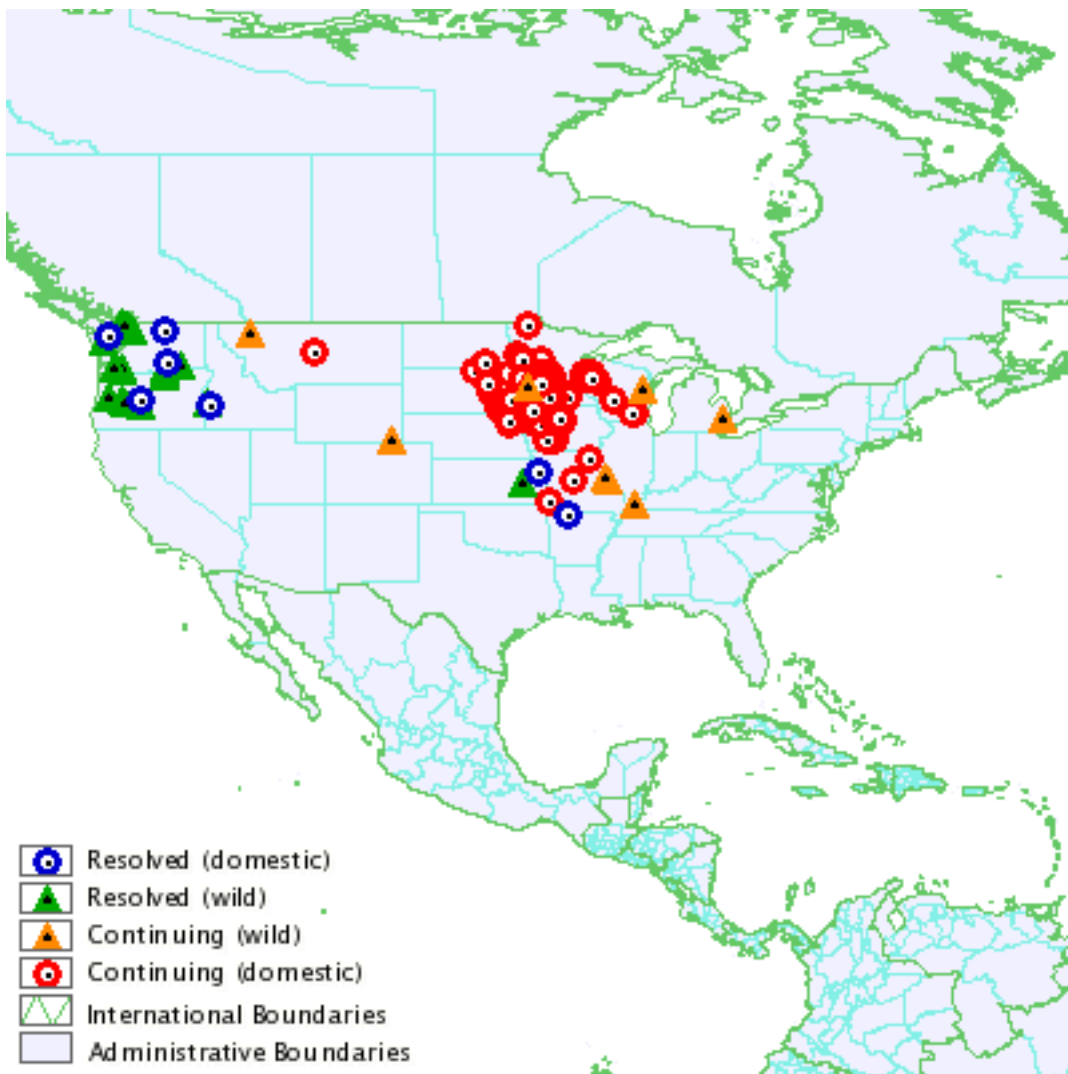 Resolved (domestic)
Resolved (wild)
Continuing (wild)
Continuing (domestic)
International Boundaries
Administrative Boundaries